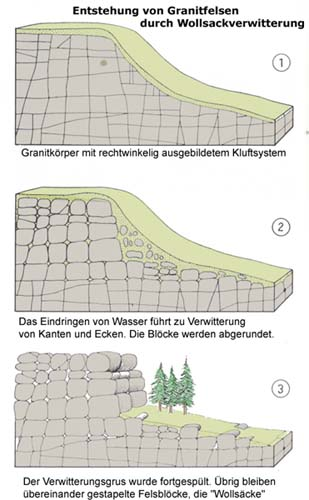 Entstehung von Granitfelsen
durch Wollsackverwitterung
1
Granitkörper mit rechtwinkelig ausgebildetem Kluftsystem
2
Das Eindringen von Wasser führt zu Verwitterung
von Kanten und Ecken. Die Blöcke werden abgerundet.
3
Der Verwitterungsgrus wurde fortgespült. Übrig bleiben
übereinander gestapelte Felsblöcke, die "Wollsäcke"